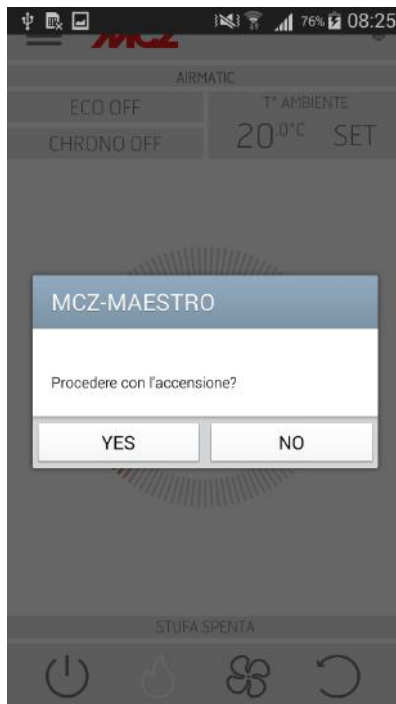 76% 08:25
MCZ
AIRMATIC
ECO OFF
T° AMBIENTE
CHRONO OFF
20.0°C SET
MCZ-MAESTRO
Procedere con l'accensione?
YES NO
STUFA SPENTA